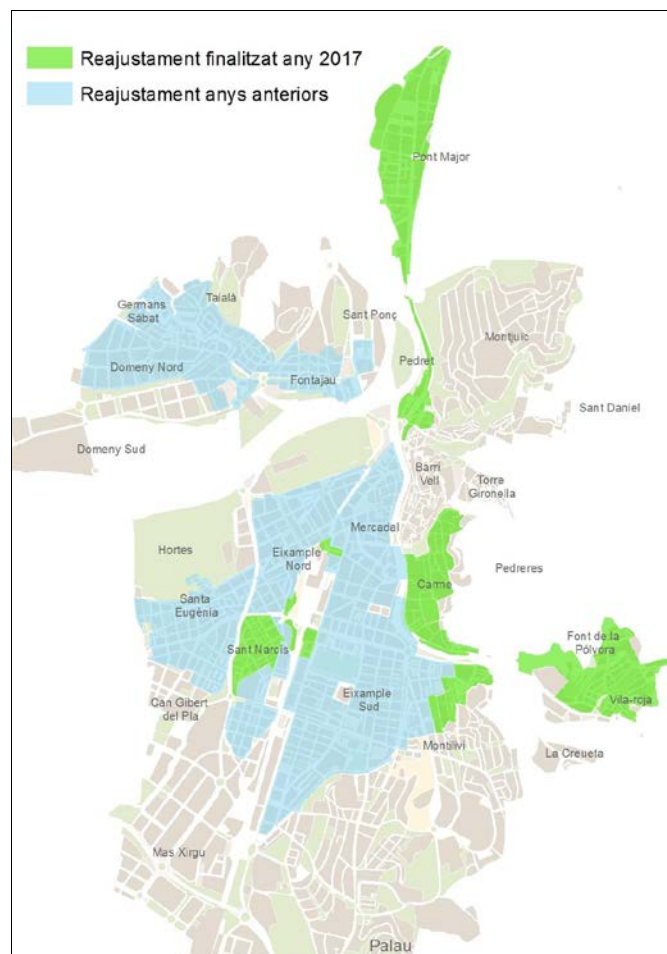 Reajustament finalitzat any 2017
Reajustament anys anteriors
Pont Major
Germans
Sàbat
Taialà
Sant Ponç
Montjuïc
Domeny Nord
Fontajau
Pedret
Sant Daniel
Domeny Sud
Barri
Vell
Torre
Gironella
Mercadal
Hortes
Eixample
Nord
Pedreres
Carme
Santa
Eugènia
Font de la
Pólvora
Sant Narcís
Vila-roja
Can Gibert
del Pla
Eixample
Sud
Montilivi
La Creueta
Mas Xirgu
Palau